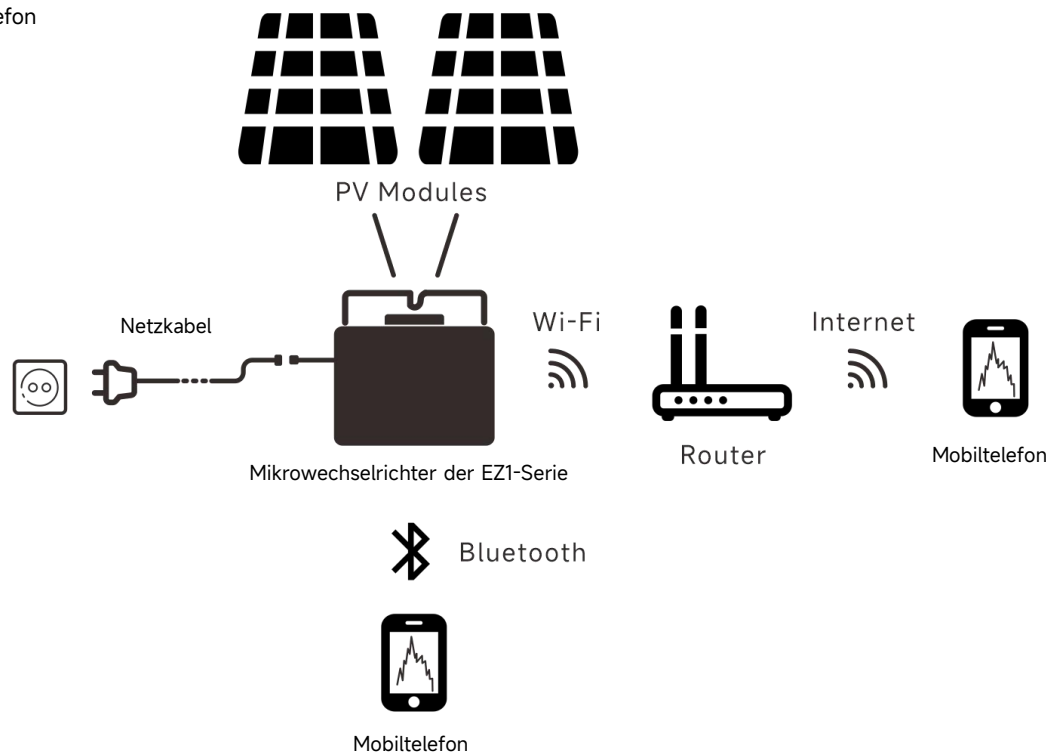 efon
PV Modules
Netzkabel
Wi-Fi
Internet
Router
Mobiltelefon
Mikrowechselrichter der EZ1-Serie
Bluetooth
Mobiltelefon